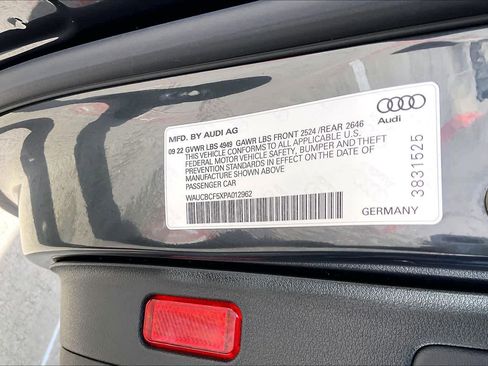 MFD. BY AUDI AG
09 22 GVWR LBS 4949 GAWR LBS FRONT 2524 /REAR 2646
THIS VEHICLE CONFORMS TO ALL APPLICABLE U.S.
FEDERAL MOTOR VEHICLE SAFETY, BUMPER AND THEFT
PREVENTION STANDARDS IN EFFECT ON THE DATE OF
MANUFACTURE SHOWN ABOVE
PASSENGER CAR
WAUCBCF5XPA012962
Audi
3831525
GERMANY